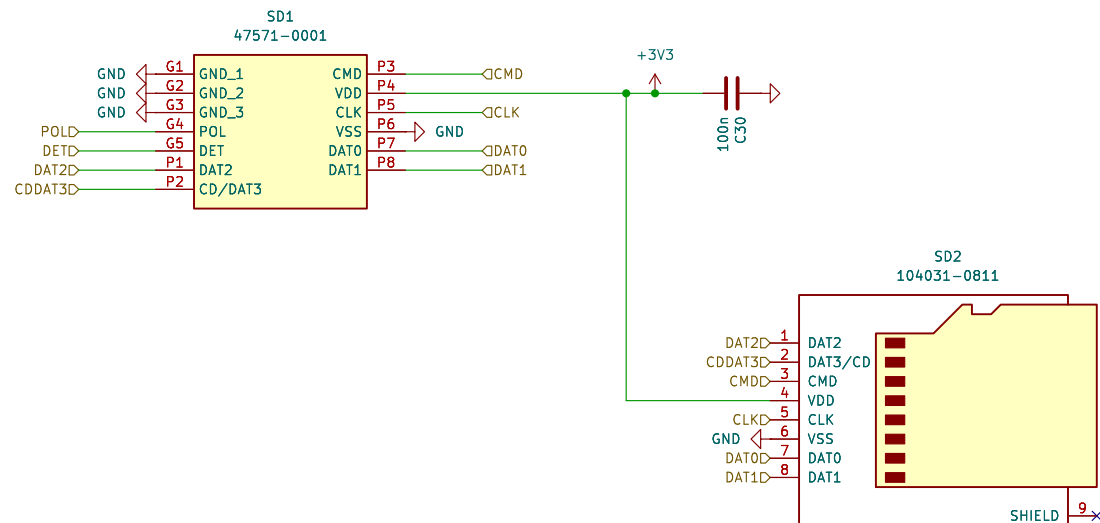 SD1
47571-0001
GND G1 GND_1 CMD P3 CMD
GND G2 GND_2 VDD P4
GND G3 GND_3 CLK P5 CLK
POL G4 POL VSS P6 GND
DET G5 DET DAT0 P7 DAT0
DAT2 P1 DAT2 DAT1 P8 DAT1
CDDAT3 P2 CD/DAT3
+3V3
100n
C30
SD2
104031-0811
DAT2 1 DAT2
CDDAT3 2 DAT3/CD
CMD 3 CMD
4 VDD
CLK 5 CLK
GND 6 VSS
DAT0 7 DAT0
DAT1 8 DAT1
SHIELD 9